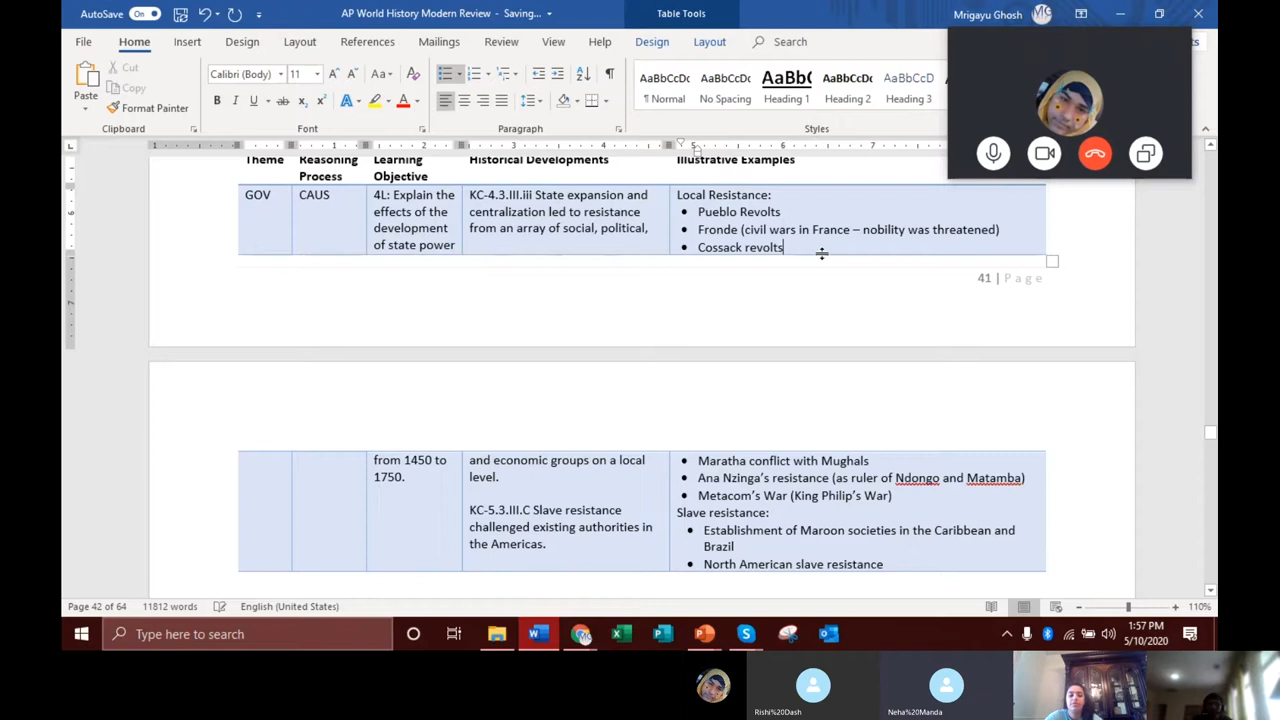 AutoSave On AP World History Modern Review - Saving... Table Tools Mrigayu Ghosh MG
File Home Insert Design Layout References Mailings Review View Help Design Layout Search
Paste
Cut
Copy
Format Painter
Calibri (Body) 11
AaBbCcDc AaBbCcDc AaBbC AaBbCcDc AaBbCcD
¶ Normal No Spacing Heading 1 Heading 2 Heading 3
Clipboard Font Paragraph Styles
Theme
Reasoning
Process
Learning
Objective
Historical Developments
Illustrative Examples
GOV
CAUS
4L: Explain the
effects of the
development
of state power
KC-4.3.III.iii State expansion and
centralization led to resistance
from an array of social, political,
Local Resistance:
• Pueblo Revolts
• Fronde (civil wars in France – nobility was threatened)
• Cossack revolts
41 | Page
from 1450 to
1750.
and economic groups on a local
level.
KC-5.3.III.C Slave resistance
challenged existing authorities in
the Americas.
• Maratha conflict with Mughals
• Ana Nzinga's resistance (as ruler of Ndongo and Matamba)
• Metacom's War (King Philip's War)
Slave resistance:
• Establishment of Maroon societies in the Caribbean and
Brazil
• North American slave resistance
Page 42 of 64 11812 words English (United States) 110%
Type here to search
1:57 PM
5/10/2020
Rishi%20Dash
Neha%20Manda